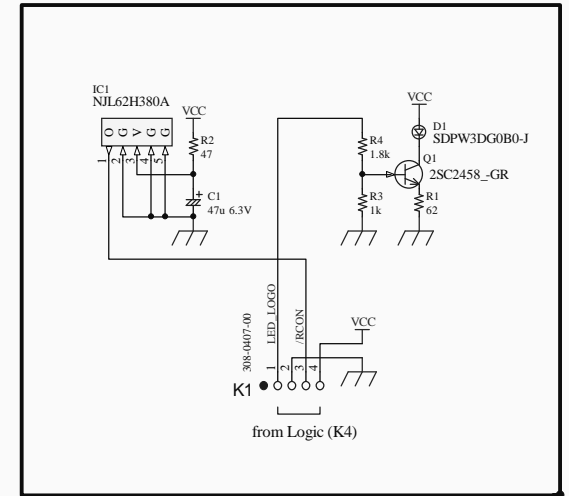 IC1
NJL62H380A
O G V G G
1 2 3 4 5
VCC
R2
47
C1
+
47u 6.3V
R4
1.8k
R3
1k
VCC
D1
SDPW3DG0B0-J
Q1
2SC2458_-GR
R1
62
308-0407-00
LED_LOGO
/RCON
VCC
1 2 3 4
K1
from Logic (K4)